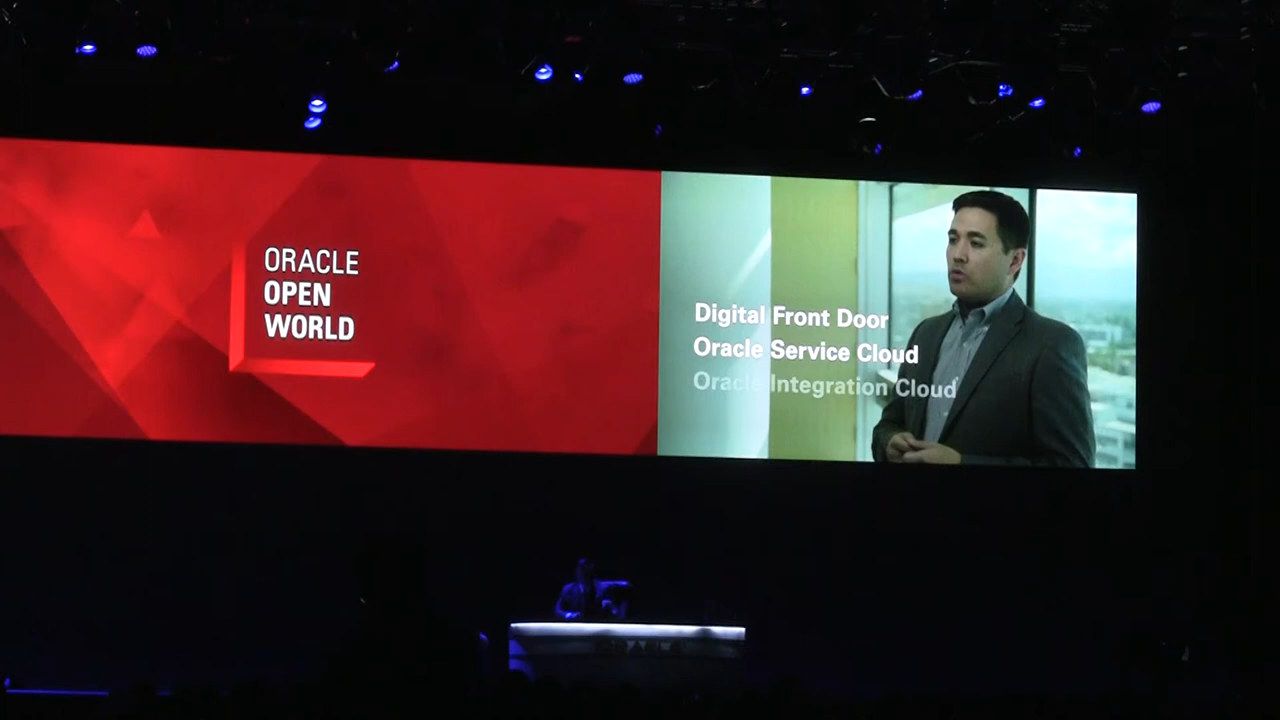 ORACLE
OPEN
WORLD
Digital Front Door
Oracle Service Cloud
Oracle Integration Cloud